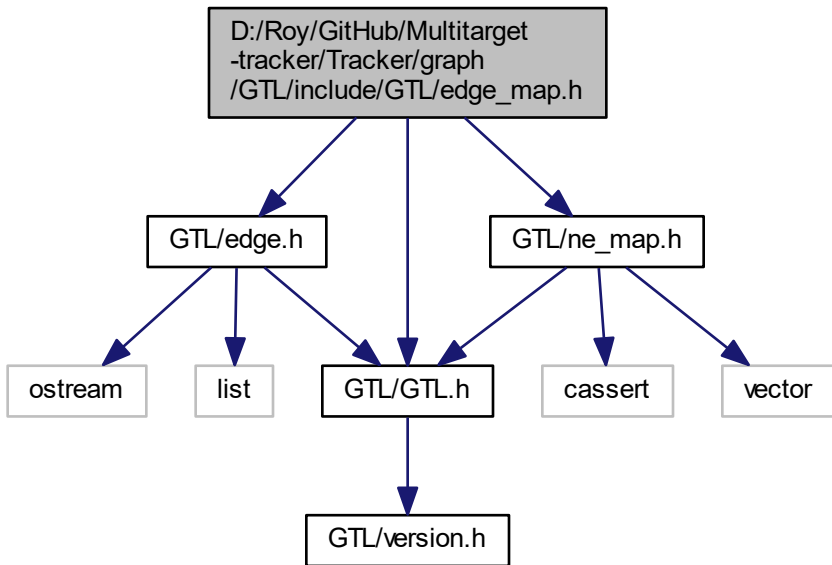 D:/Roy/GitHub/Multitarget
-tracker/Tracker/graph
/GTL/include/GTL/edge_map.h
GTL/edge.h
GTL/ne_map.h
ostream
list
GTL/GTL.h
cassert
vector
GTL/version.h